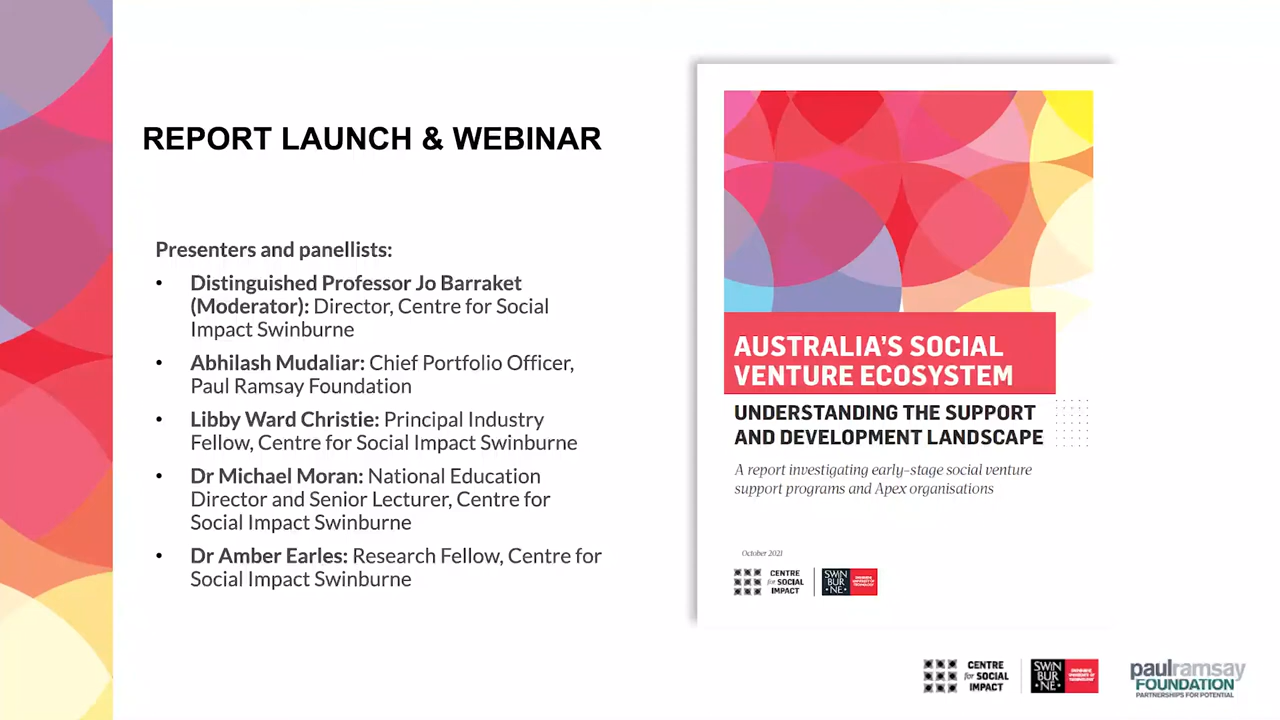 REPORT LAUNCH & WEBINAR
Presenters and panellists:
• Distinguished Professor Jo Barraket
(Moderator): Director, Centre for Social
Impact Swinburne
• Abhilash Mudaliar: Chief Portfolio Officer,
Paul Ramsay Foundation
• Libby Ward Christie: Principal Industry
Fellow, Centre for Social Impact Swinburne
• Dr Michael Moran: National Education
Director and Senior Lecturer, Centre for
Social Impact Swinburne
• Dr Amber Earles: Research Fellow, Centre for
Social Impact Swinburne
AUSTRALIA'S SOCIAL
VENTURE ECOSYSTEM
UNDERSTANDING THE SUPPORT
AND DEVELOPMENT LANDSCAPE
A report investigating early-stage social venture
support programs and Apex organisations
October 2021
CENTRE
for SOCIAL
IMPACT
SWIN
BUR
NE
CENTRE
for SOCIAL
IMPACT
SWIN
BUR
NE
paulramsay
FOUNDATION
PARTNERSHIPS FOR POTENTIAL